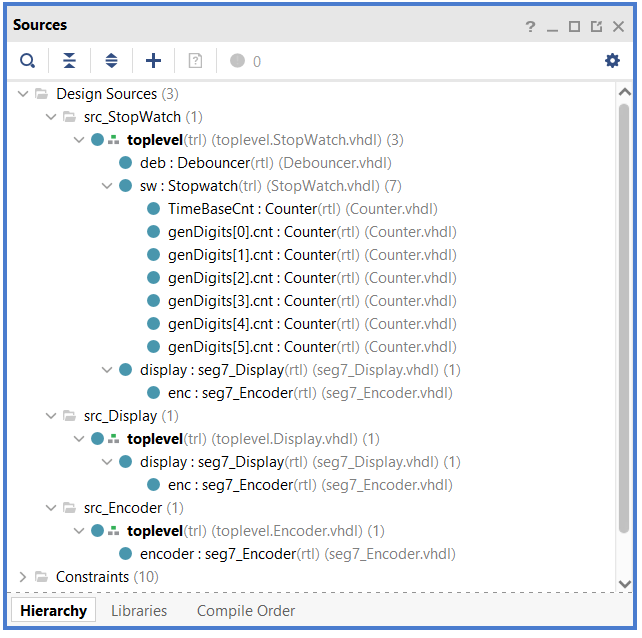 Sources
?
? 0
Design Sources (3)
src_StopWatch (1)
toplevel(trl) (toplevel.StopWatch.vhdl) (3)
deb : Debouncer(rtl) (Debouncer.vhdl)
sw : Stopwatch(trl) (StopWatch.vhdl) (7)
TimeBaseCnt : Counter(rtl) (Counter.vhdl)
genDigits[0].cnt : Counter(rtl) (Counter.vhdl)
genDigits[1].cnt : Counter(rtl) (Counter.vhdl)
genDigits[2].cnt : Counter(rtl) (Counter.vhdl)
genDigits[3].cnt : Counter(rtl) (Counter.vhdl)
genDigits[4].cnt : Counter(rtl) (Counter.vhdl)
genDigits[5].cnt : Counter(rtl) (Counter.vhdl)
display : seg7_Display(rtl) (seg7_Display.vhdl) (1)
enc : seg7_Encoder(rtl) (seg7_Encoder.vhdl)
src_Display (1)
toplevel(trl) (toplevel.Display.vhdl) (1)
display : seg7_Display(rtl) (seg7_Display.vhdl) (1)
enc : seg7_Encoder(rtl) (seg7_Encoder.vhdl)
src_Encoder (1)
toplevel(trl) (toplevel.Encoder.vhdl) (1)
encoder : seg7_Encoder(rtl) (seg7_Encoder.vhdl)
Constraints (10)
Hierarchy Libraries Compile Order